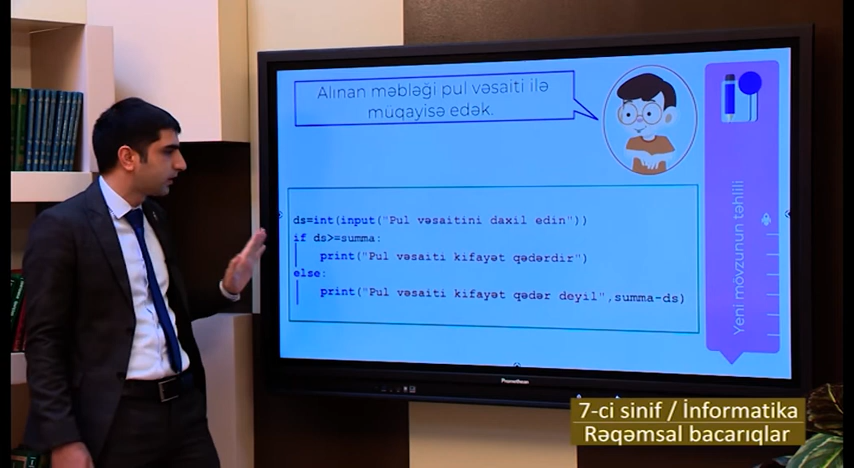 Alınan məbləği pul vəsaiti ilə
müqayisə edək.
ds=int(input("Pul vəsaitini daxil edin"))
if ds>=summa:
print("Pul vəsaiti kifayət qədərdir")
else:
print("Pul vəsaiti kifayət qədər deyil",summa-ds)
Yeni mövzunun təhlili
Promethean
7-ci sinif / İnformatika
Rəqəmsal bacarıqlar